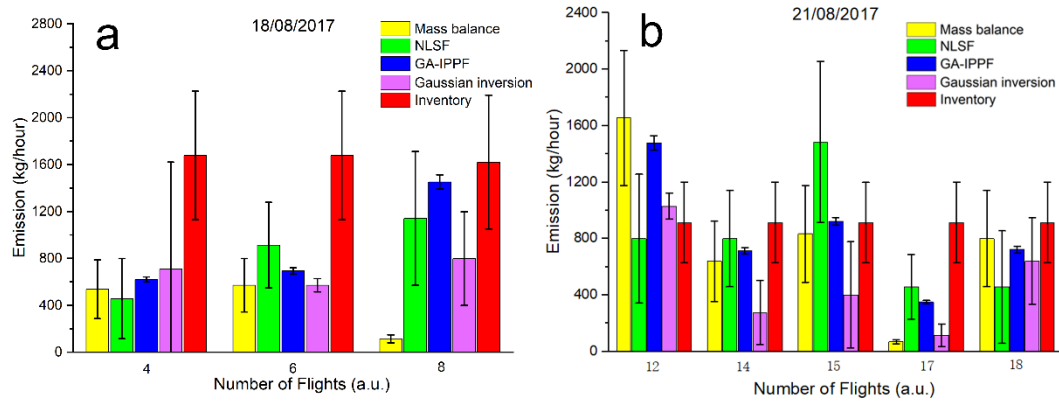 a
18/08/2017
Mass balance
NLSF
GA-IPPF
Gaussian inversion
Inventory
2800
2400
2000
1600
1200
800
400
0
Emission (kg/hour)
4 6 8
Number of Flights (a.u.)
b
21/08/2017
Mass balance
NLSF
GA-IPPF
Gaussian inversion
Inventory
2400
2000
1600
1200
800
400
0
Emission (kg/hour)
12 14 15 17 18
Number of Flights (a.u.)